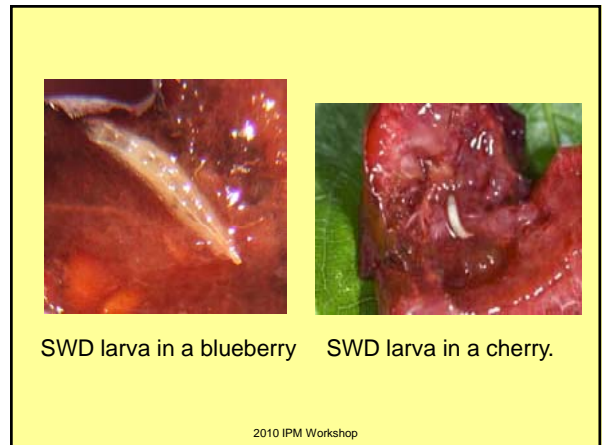 SWD larva in a blueberry
SWD larva in a cherry.
2010 IPM Workshop